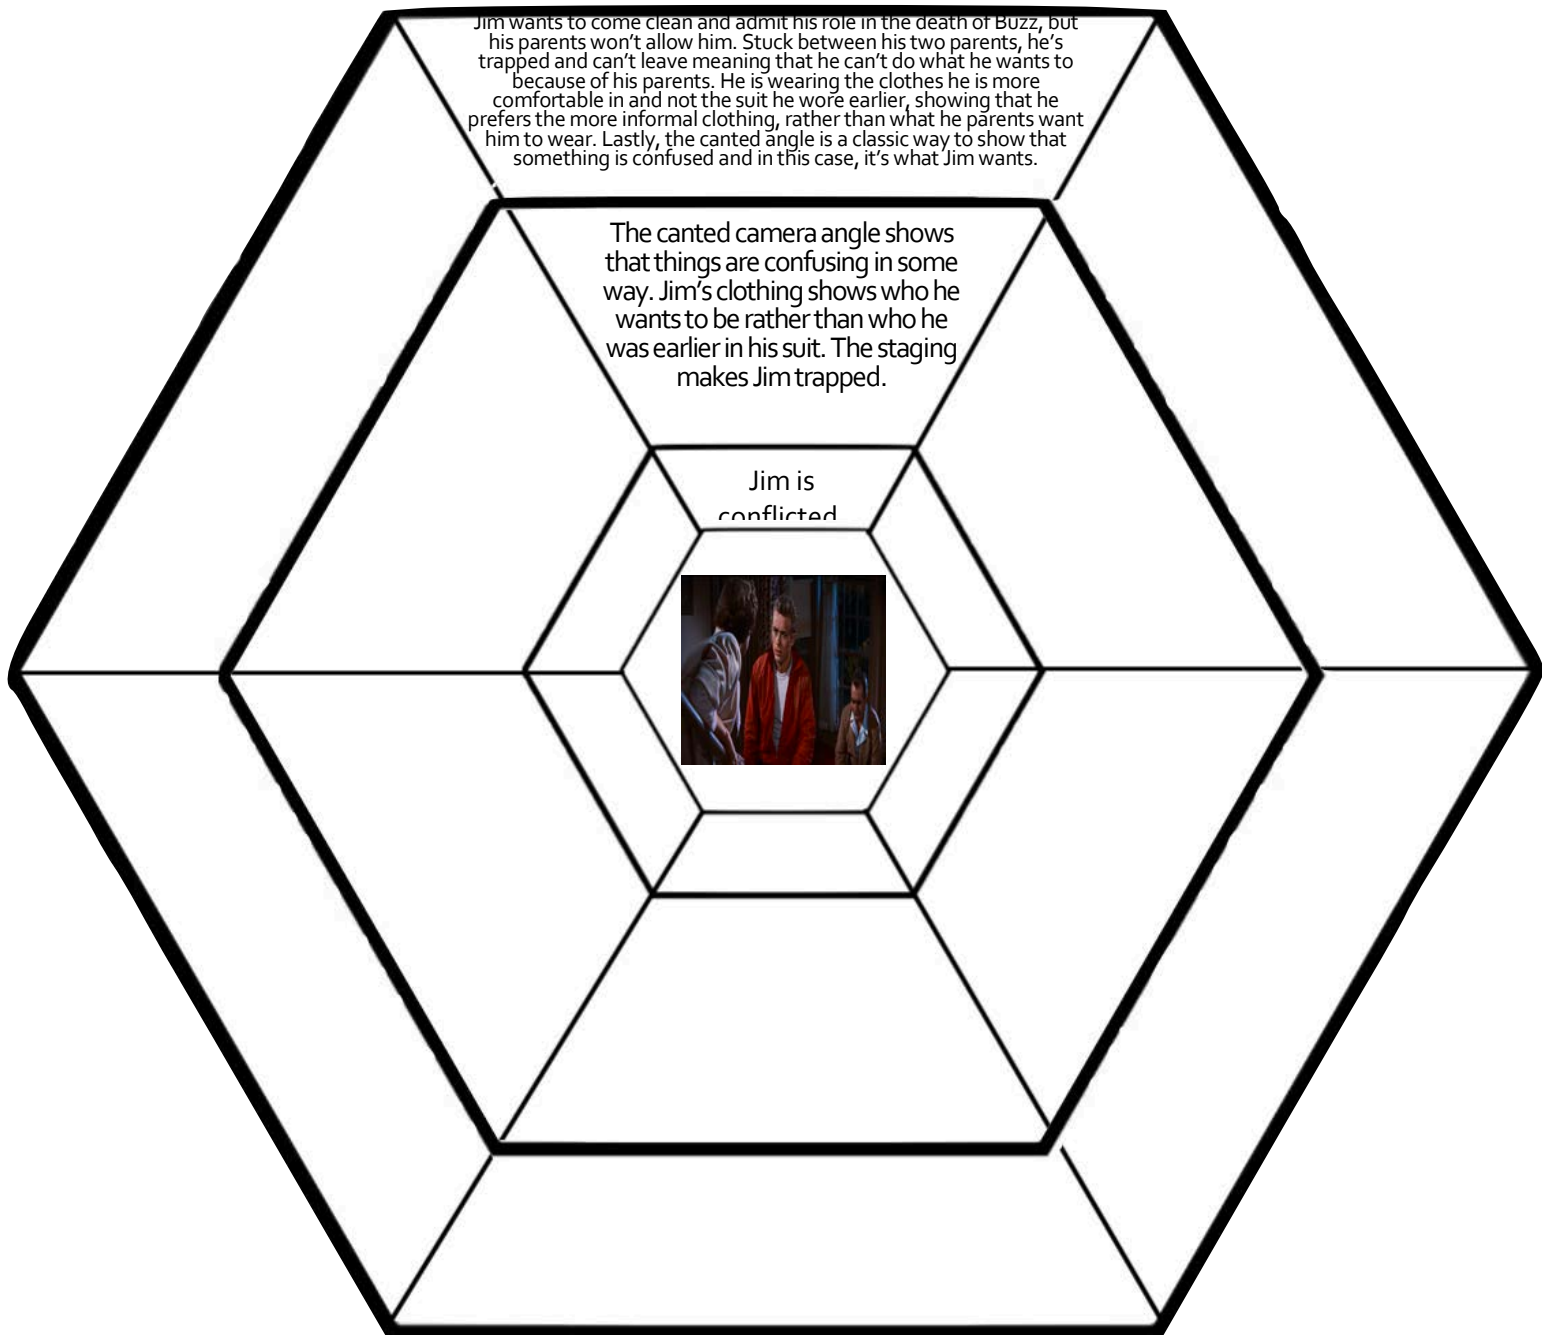 Jim wants to come clean and admit his role in the death of Buzz, but
his parents won’t allow him. Stuck between his two parents, he’s
trapped and can’t leave meaning that he can’t do what he wants to
because of his parents. He is wearing the clothes he is more
comfortable in and not the suit he wore earlier, showing that he
prefers the more informal clothing, rather than what he parents want
him to wear. Lastly, the canted angle is a classic way to show that
something is confused and in this case, it’s what Jim wants.
The canted camera angle shows
that things are confusing in some
way. Jim’s clothing shows who he
wants to be rather than who he
was earlier in his suit. The staging
makes Jim trapped.
Jim is
conflicted